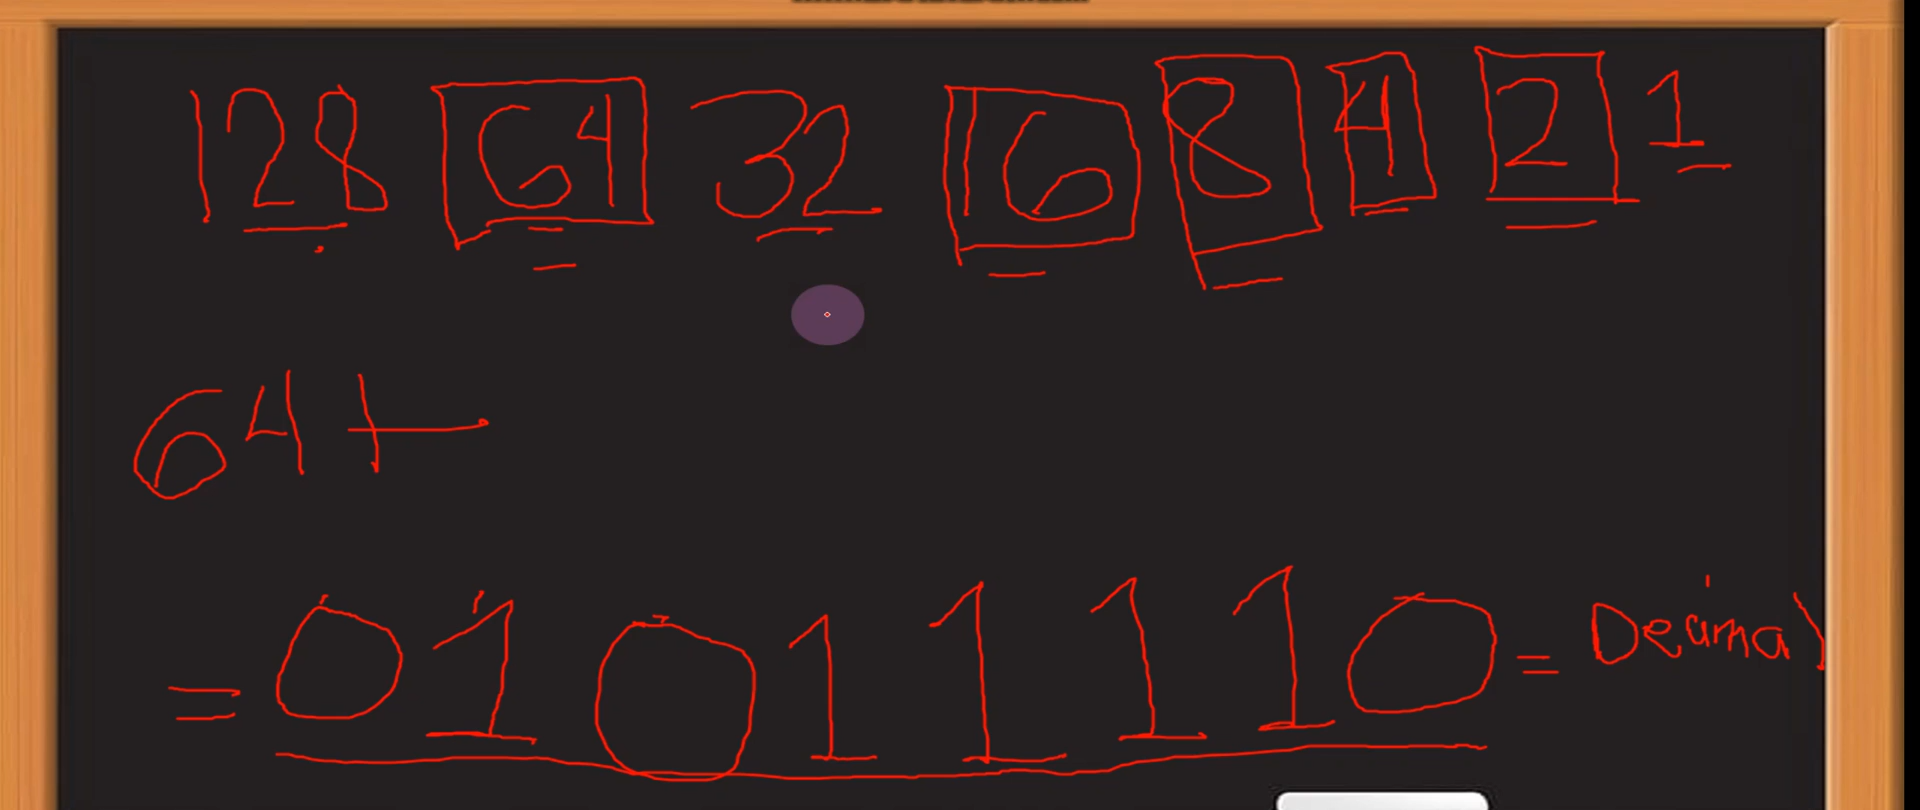 128 64 32 16 8 4 2 1
64+
= 01011110 = Decimal